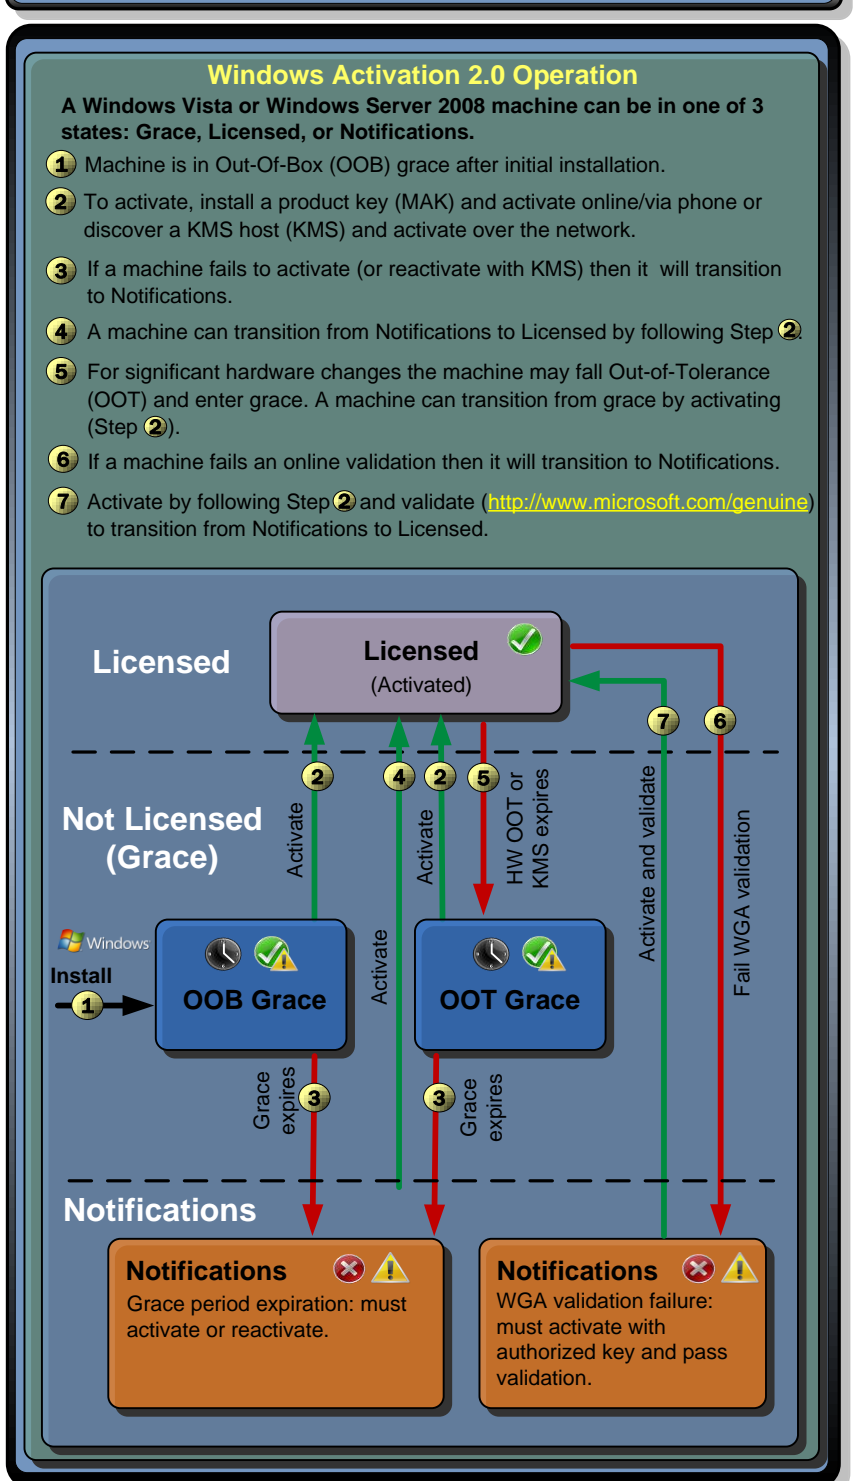 Windows Activation 2.0 Operation
A Windows Vista or Windows Server 2008 machine can be in one of 3
states: Grace, Licensed, or Notifications.
1 Machine is in Out-Of-Box (OOB) grace after initial installation.
2 To activate, install a product key (MAK) and activate online/via phone or
discover a KMS host (KMS) and activate over the network.
3 If a machine fails to activate (or reactivate with KMS) then it will transition
to Notifications.
4 A machine can transition from Notifications to Licensed by following Step 2.
5 For significant hardware changes the machine may fall Out-of-Tolerance
(OOT) and enter grace. A machine can transition from grace by activating
(Step 2).
6 If a machine fails an online validation then it will transition to Notifications.
7 Activate by following Step 2 and validate (http://www.microsoft.com/genuine)
to transition from Notifications to Licensed.
Licensed
Licensed
(Activated)
7
6
2
4
2
5
Not Licensed
(Grace)
Activate
Activate
Activate
HW OOT or
KMS expires
Activate and validate
Fail WGA validation
Windows
Install
1
OOB Grace
OOT Grace
Grace
expires
3
3
Grace
expires
Notifications
Notifications
Grace period expiration: must
activate or reactivate.
Notifications
WGA validation failure:
must activate with
authorized key and pass
validation.